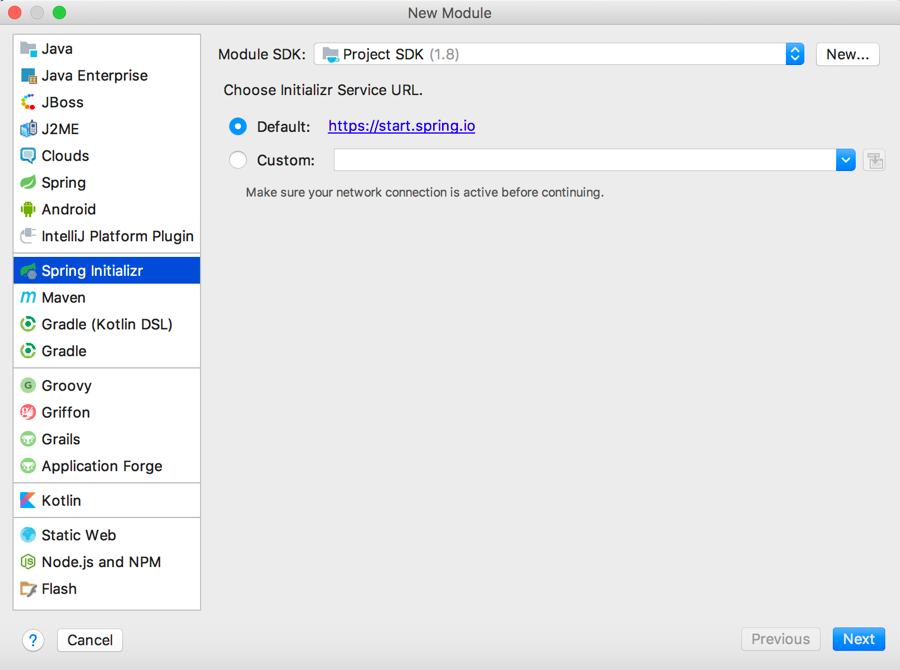 New Module
Java
Java Enterprise
JBoss
J2ME
Clouds
Spring
Android
IntelliJ Platform Plugin
Spring Initializr
Maven
Gradle (Kotlin DSL)
Gradle
Groovy
Griffon
Grails
Application Forge
Kotlin
Static Web
Node.js and NPM
Flash
Module SDK: Project SDK (1.8) New...
Choose Initializr Service URL.
Default: https://start.spring.io
Custom:
Make sure your network connection is active before continuing.
? Cancel Previous Next